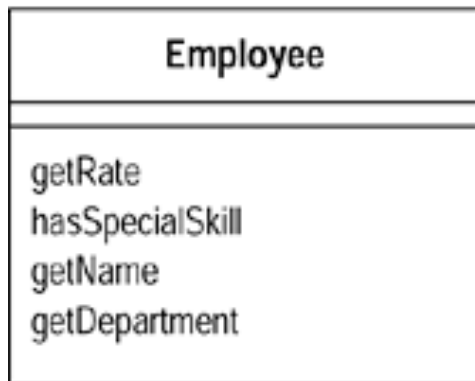 Employee
getRate
hasSpecialSkill
getName
getDepartment